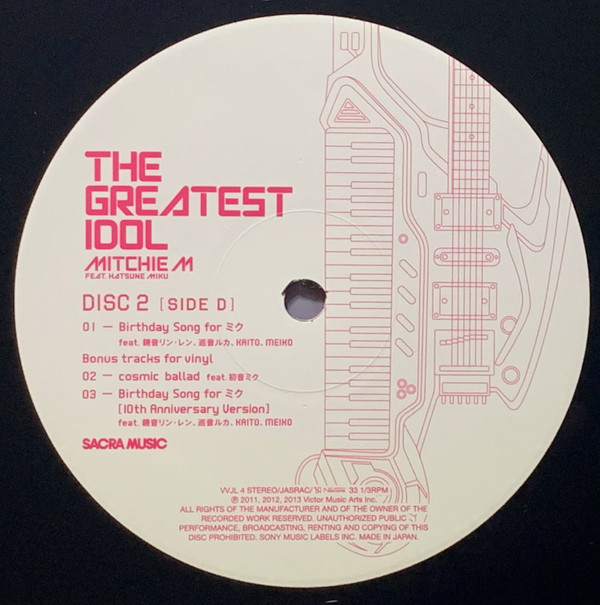 THE
GREATEST
IDOL
MITCHIE M
FEAT. HATSUNE MIKU
DISC 2 [SIDE D]
01 — Birthday Song for ミク
feat. 鏡音リン・レン、巡音ルカ、KAITO、MEIKO
Bonus tracks for vinyl
02 — cosmic ballad feat. 初音ミク
03 — Birthday Song for ミク
[10th Anniversary Version]
feat. 鏡音リン・レン、巡音ルカ、KAITO、MEIKO
SACRA MUSIC
VVJL 4 STEREO/JASRAC/ 33 1/3RPM
Ⓟ 2011, 2012, 2013 Victor Music Arts Inc.
ALL RIGHTS OF THE MANUFACTURER AND OF THE OWNER OF THE
RECORDED WORK RESERVED. UNAUTHORIZED PUBLIC
PERFORMANCE, BROADCASTING, RENTING AND COPYING OF THIS
DISC PROHIBITED. SONY MUSIC LABELS INC. MADE IN JAPAN.